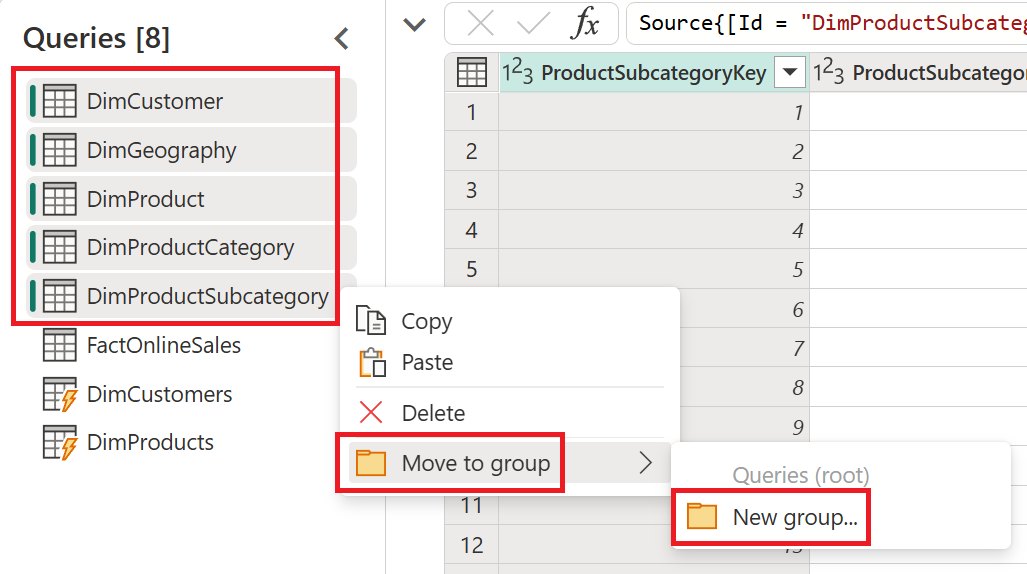 Queries [8]
DimCustomer
DimGeography
DimProduct
DimProductCategory
DimProductSubcategory
FactOnlineSales
DimCustomers
DimProducts
fx
Source{[Id = "DimProductSubcateg
1²3 ProductSubcategoryKey
1²3 ProductSubcatego
1 1
2 2
3 3
4 4
5 5
6
7
8
9
11
12
Copy
Paste
Delete
Move to group
Queries (root)
New group...